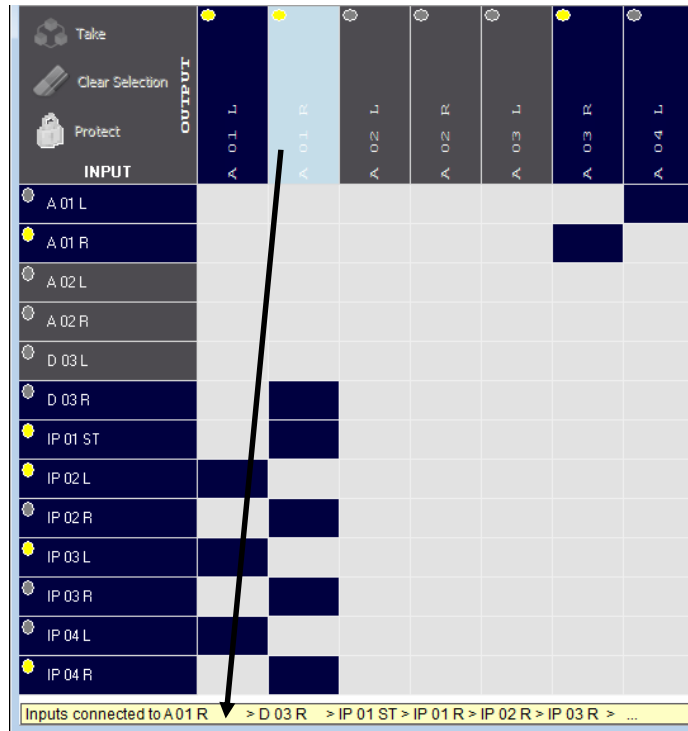 Take
Clear Selection
Protect
OUTPUT
INPUT
A 01 L
A 01 R
A 02 L
A 02 R
A 03 L
A 03 R
A 04 L
A 01 L
A 01 R
A 02 L
A 02 R
D 03 L
D 03 R
IP 01 ST
IP 02 L
IP 02 R
IP 03 L
IP 03 R
IP 04 L
IP 04 R
Inputs connected to A 01 R > D 03 R > IP 01 ST > IP 01 R > IP 02 R > IP 03 R > ...